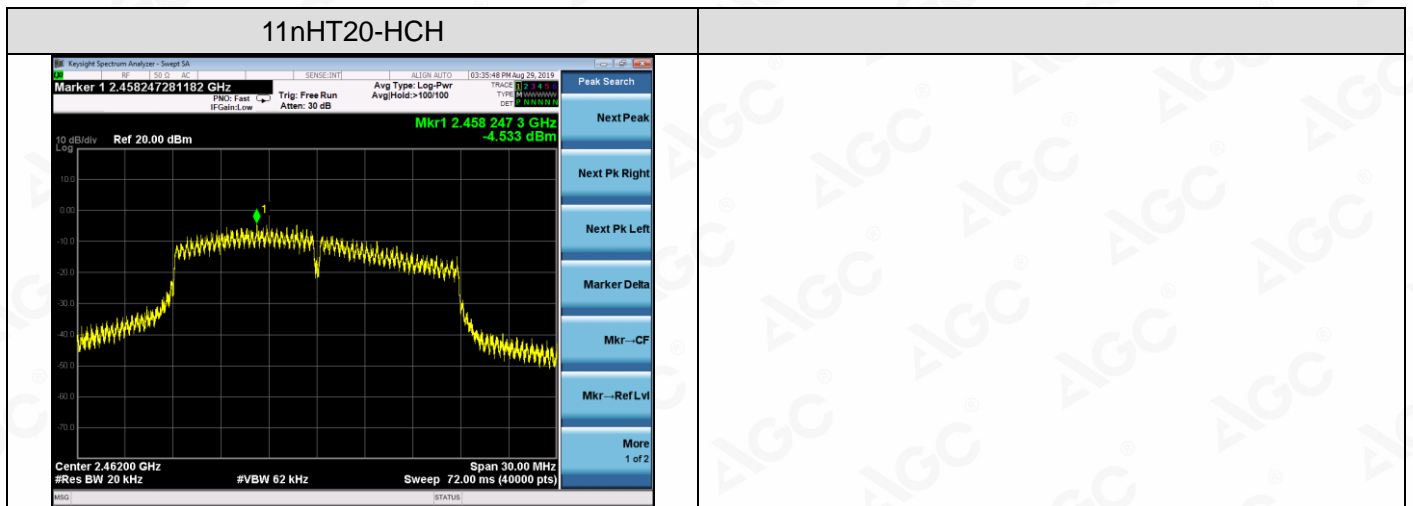 11nHT20-HCH
Keysight Spectrum Analyzer - Swept SA
RF 50 Ω AC SENSE:INT ALIGN AUTO 03:35:48 PM Aug 29, 2019
Marker 1 2.458247281182 GHz
PNO: Fast
IFGain:Low
Trig: Free Run
Atten: 30 dB
Avg Type: Log-Pwr
Avg|Hold:>100/100
TRACE 1 2 3 4 5 6
TYPE M WWWWW
DET P N N N N N
Peak Search
Mkr1 2.458 247 3 GHz
-4.533 dBm
10 dB/div Ref 20.00 dBm
Log
10.0
0.00
-10.0
-20.0
-30.0
-40.0
-50.0
-60.0
-70.0
1
Next Peak
Next Pk Right
Next Pk Left
Marker Delta
Mkr→CF
Mkr→Ref Lvl
More
1 of 2
Center 2.46200 GHz Span 30.00 MHz
#Res BW 20 kHz #VBW 62 kHz Sweep 72.00 ms (40000 pts)
MSG STATUS
AGC